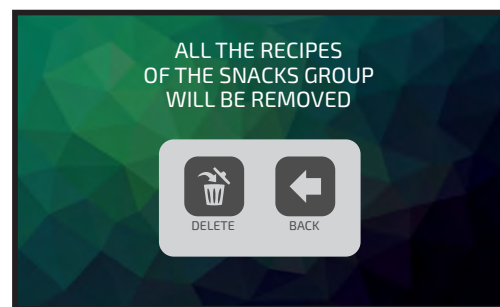 ALL THE RECIPES
OF THE SNACKS GROUP
WILL BE REMOVED
DELETE
BACK